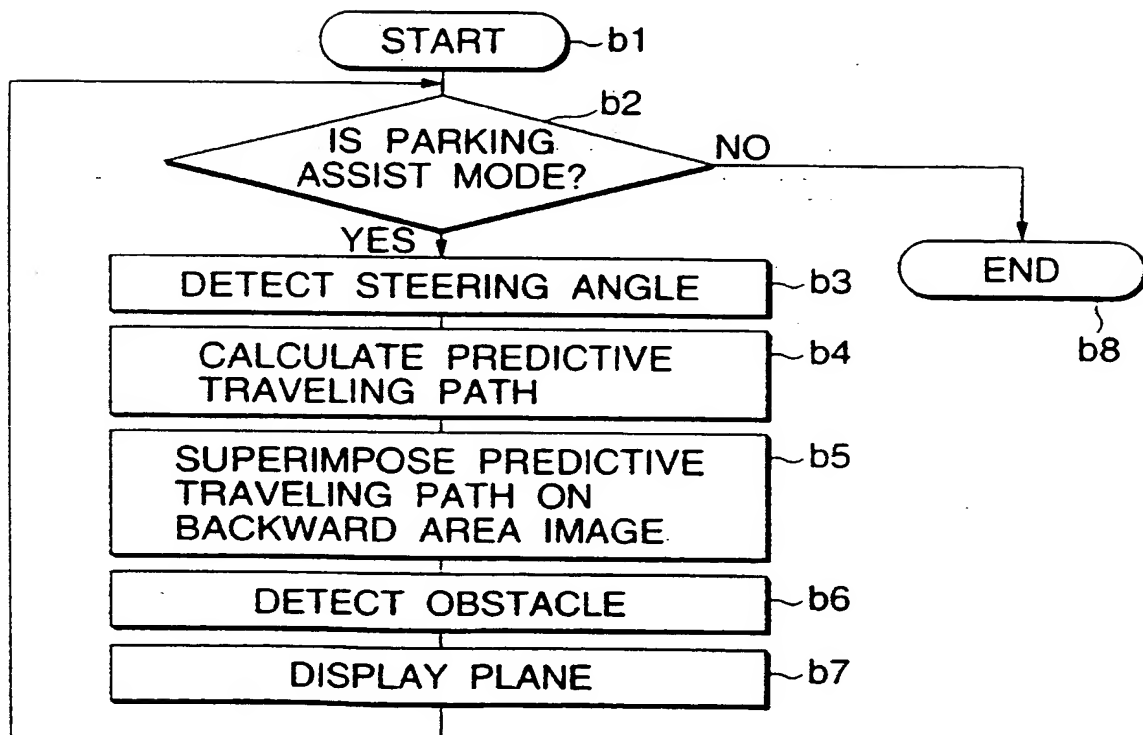 START
b1
b2
IS PARKING
ASSIST MODE?
NO
YES
END
b8
DETECT STEERING ANGLE
b3
CALCULATE PREDICTIVE
TRAVELING PATH
b4
SUPERIMPOSE PREDICTIVE
TRAVELING PATH ON
BACKWARD AREA IMAGE
b5
DETECT OBSTACLE
b6
DISPLAY PLANE
b7